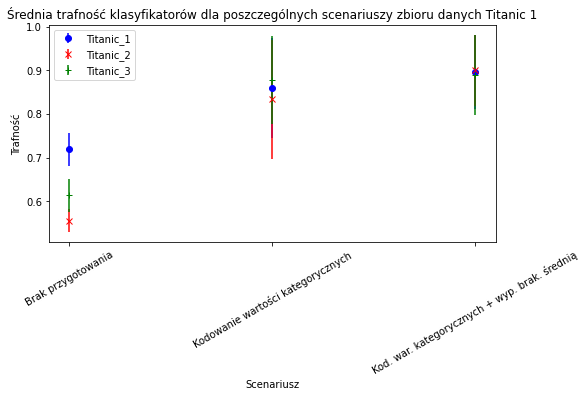 Średnia trafność klasyfikatorów dla poszczególnych scenariuszy zbioru danych Titanic 1
1.0
0.9
0.8
0.7
0.6
Trafność
Titanic_1
Titanic_2
Titanic_3
Brak przygotowania
Kodowanie wartości kategorycznych
Kod. war. kategorycznych + wyp. brak. średnią
Scenariusz